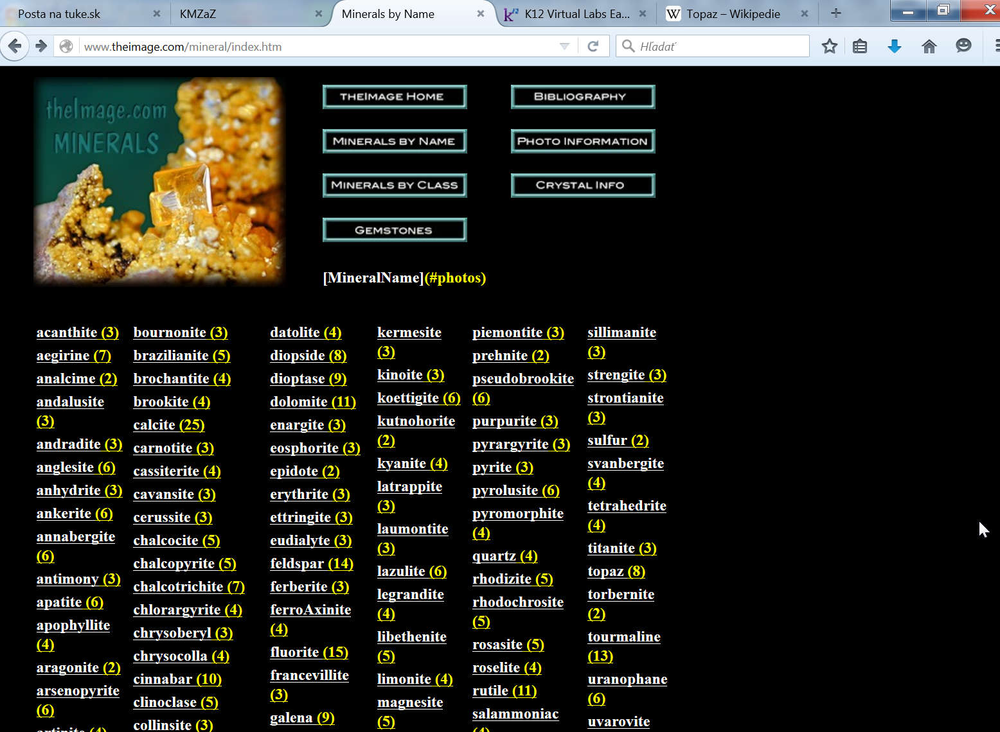 Posta na tuke.sk
KMZaZ
Minerals by Name
K12 Virtual Labs Ea...
W Topaz – Wikipedie
www.theimage.com/mineral/index.htm
Hľadať
theImage.com
MINERALS
theImage Home
Bibliography
Minerals by Name
Photo Information
Minerals by Class
Crystal Info
Gemstones
[MineralName](#photos)
acanthite (3)
aegirine (7)
analcime (2)
andalusite
(3)
andradite (3)
anglesite (6)
anhydrite (3)
ankerite (6)
annabergite
(6)
antimony (3)
apatite (6)
apophyllite
(4)
aragonite (2)
arsenopyrite
(6)
artinite (4)
bournonite (3)
brazilianite (5)
brochantite (4)
brookite (4)
calcite (25)
carnotite (3)
cassiterite (4)
cavansite (3)
cerussite (3)
chalcocite (5)
chalcopyrite (5)
chalcotrichite (7)
chlorargyrite (4)
chrysoberyl (3)
chrysocolla (4)
cinnabar (10)
clinoclase (5)
collinsite (3)
datolite (4)
diopside (8)
dioptase (9)
dolomite (11)
enargite (3)
eosphorite (3)
epidote (2)
erythrite (3)
ettringite (3)
eudialyte (3)
feldspar (14)
ferberite (3)
ferroAxinite
(4)
fluorite (15)
francevillite
(3)
galena (9)
kermesite
(3)
kinoite (3)
koettigite (6)
kutnohorite
(2)
kyanite (4)
latrappite
(3)
laumontite
(3)
lazulite (6)
legrandite
(4)
libethenite
(5)
limonite (4)
magnesite
(5)
piemontite (3)
prehnite (2)
pseudobrookite
(6)
purpurite (3)
pyrargyrite (3)
pyrite (3)
pyrolusite (6)
pyromorphite
(4)
quartz (4)
rhodizite (5)
rhodochrosite
(5)
rosasite (5)
roselite (4)
rutile (11)
salammoniac
(4)
sillimanite
(3)
strengite (3)
strontianite
(3)
sulfur (2)
svanbergite
(4)
tetrahedrite
(4)
titanite (3)
topaz (8)
torbernite
(2)
tourmaline
(13)
uranophane
(6)
uvarovite